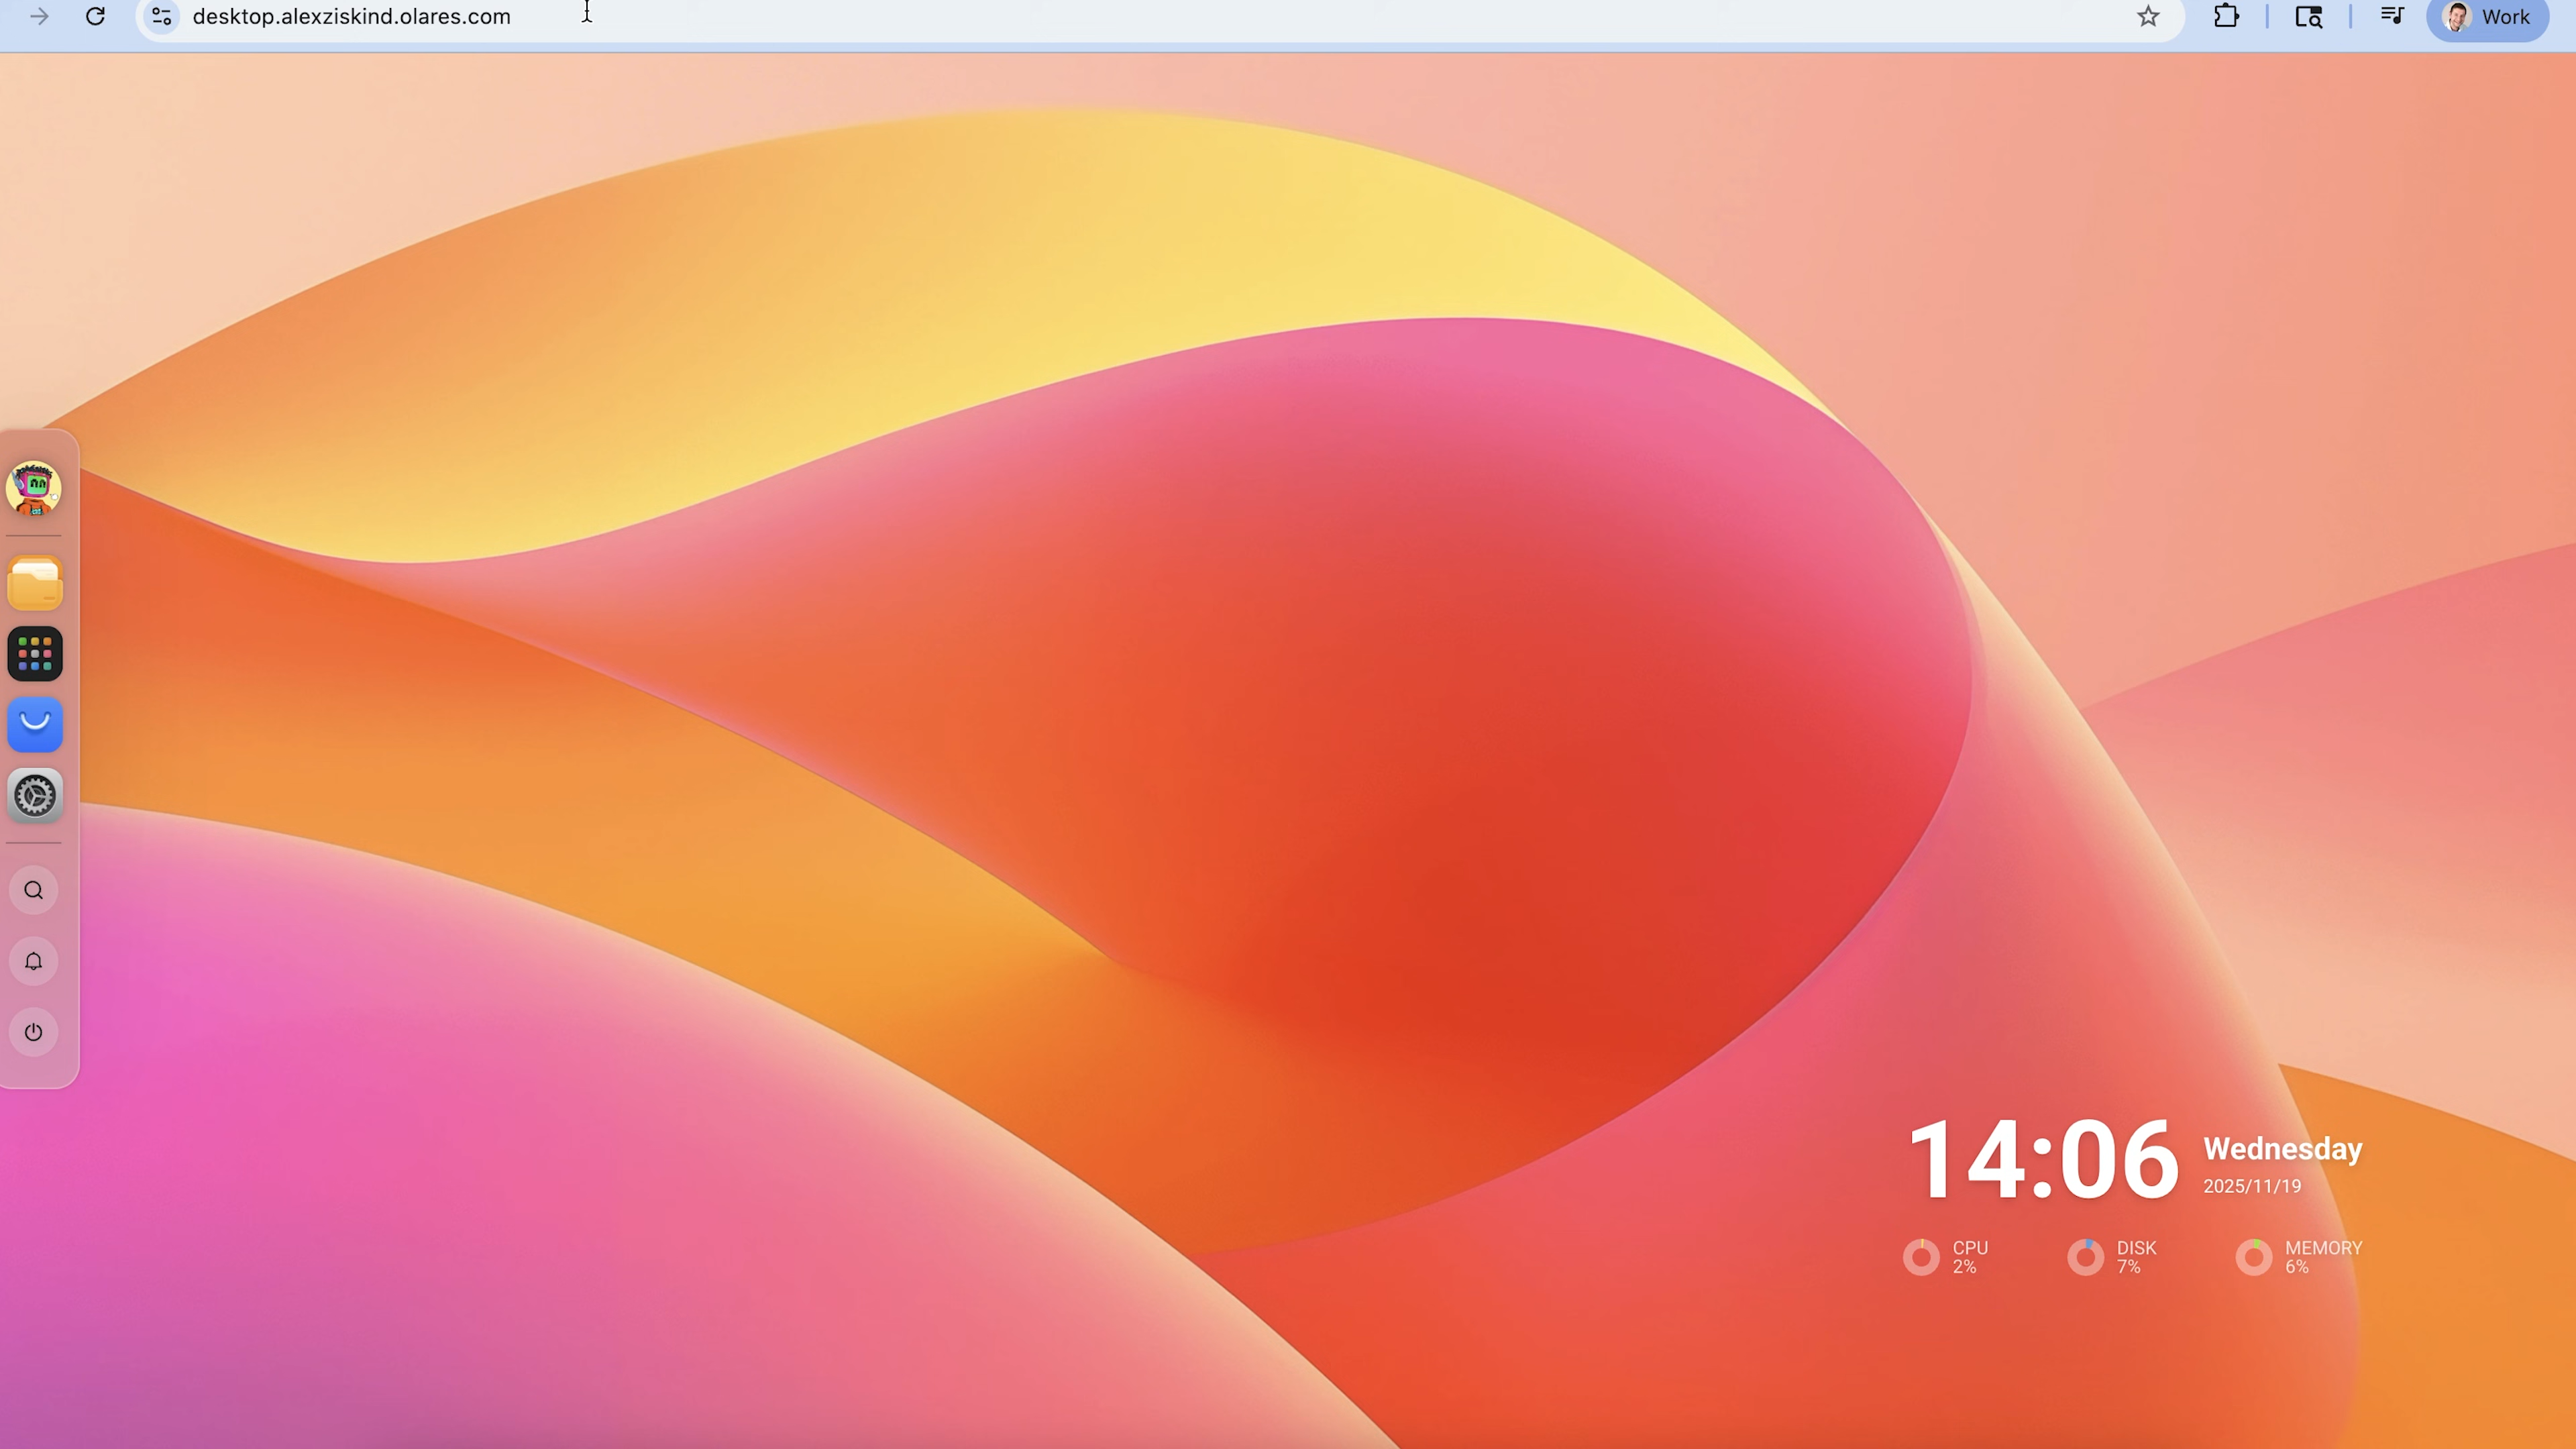 desktop.alexziskind.olares.com
Work
14:06
Wednesday
2025/11/19
CPU
2%
DISK
7%
MEMORY
6%